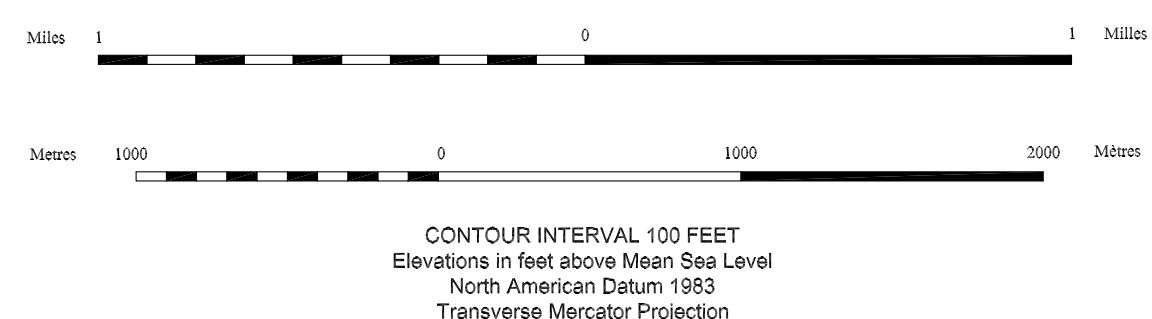 Miles 1 0 1 Milles
Metres 1000 0 1000 2000 Mètres
CONTOUR INTERVAL 100 FEET
Elevations in feet above Mean Sea Level
North American Datum 1983
Transverse Mercator Projection